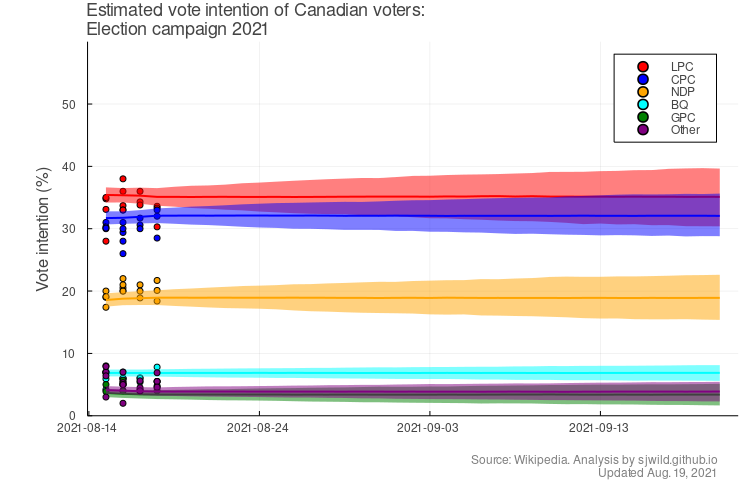 Estimated vote intention of Canadian voters:
Election campaign 2021
LPC
CPC
NDP
BQ
GPC
Other
Vote intention (%)
50
40
30
20
10
0
2021-08-14
2021-08-24
2021-09-03
2021-09-13
Source: Wikipedia. Analysis by sjwild.github.io
Updated Aug. 19, 2021